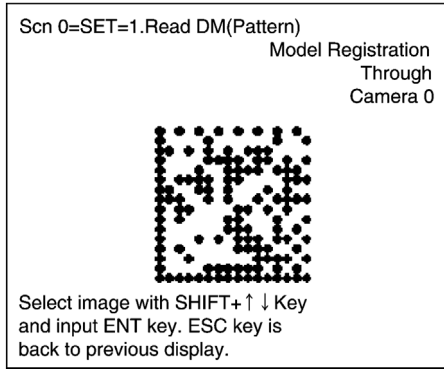 Scn 0=SET=1.Read DM(Pattern)
Model Registration
Through
Camera 0
Select image with SHIFT+↑↓Key
and input ENT key. ESC key is
back to previous display.